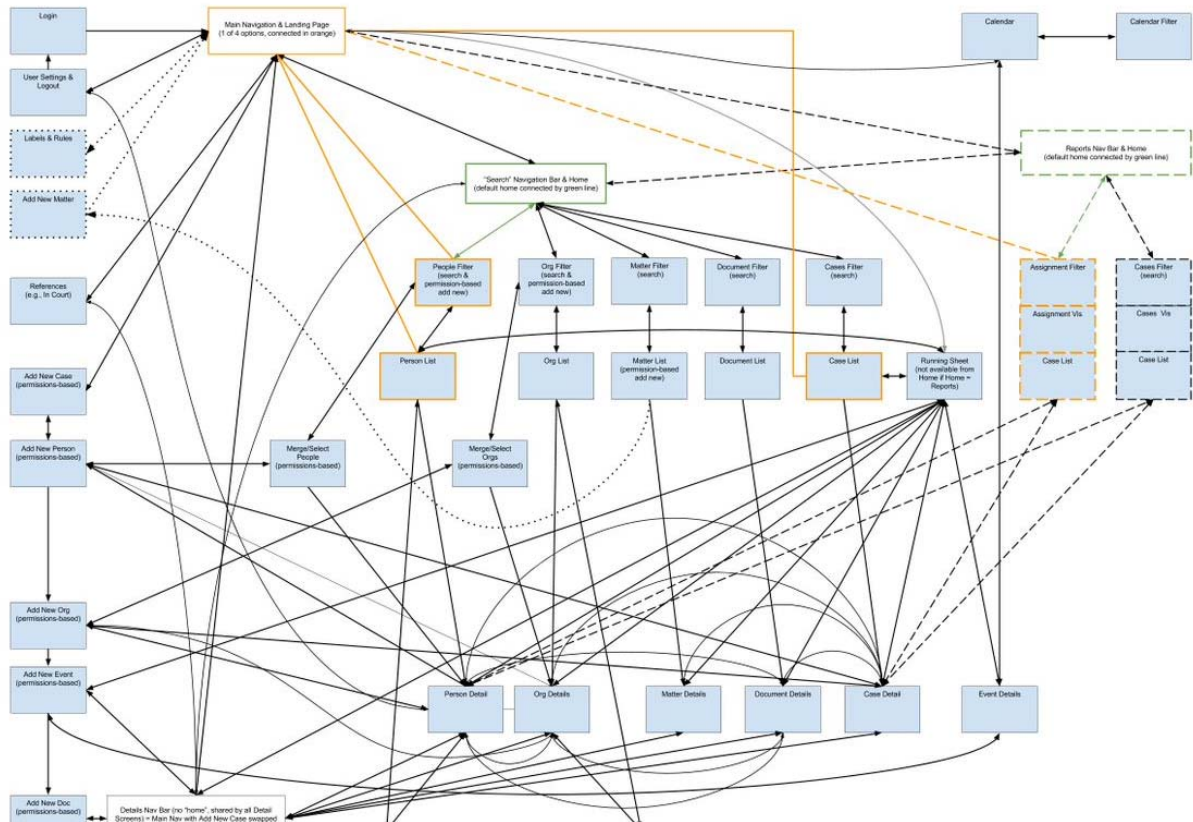 Login
Main Navigation & Landing Page
(1 of 4 options, connected in orange)
Calendar
Calendar Filter
User Settings &
Logout
Labels & Rules
Reports Nav Bar & Home
(default home connected by green line)
"Search" Navigation Bar & Home
(default home connected by green line)
Add New Matter
People Filter
(search &
permission-based
add new)
Org Filter
(search &
permission-based
add new)
Matter Filter
(search)
Document Filter
(search)
Cases Filter
(search)
Assignment Filter
Cases Filter
(search)
References
(e.g., In Court)
Assignment Vis
Cases Vis
Person List
Org List
Matter List
(permission-based
add new)
Document List
Case List
Running Sheet
(not available from
Home if Home =
Reports)
Case List
Case List
Add New Case
(permissions-based)
Add New Person
(permissions-based)
Merge/Select
People
(permissions-based)
Merge/Select
Orgs
(permissions-based)
Add New Org
(permissions-based)
Add New Event
(permissions-based)
Person Detail
Org Details
Matter Details
Document Details
Case Detail
Event Details
Add New Doc
(permissions-based)
Details Nav Bar (no "home", shared by all Detail
Screens) = Main Nav with Add New Case swapped